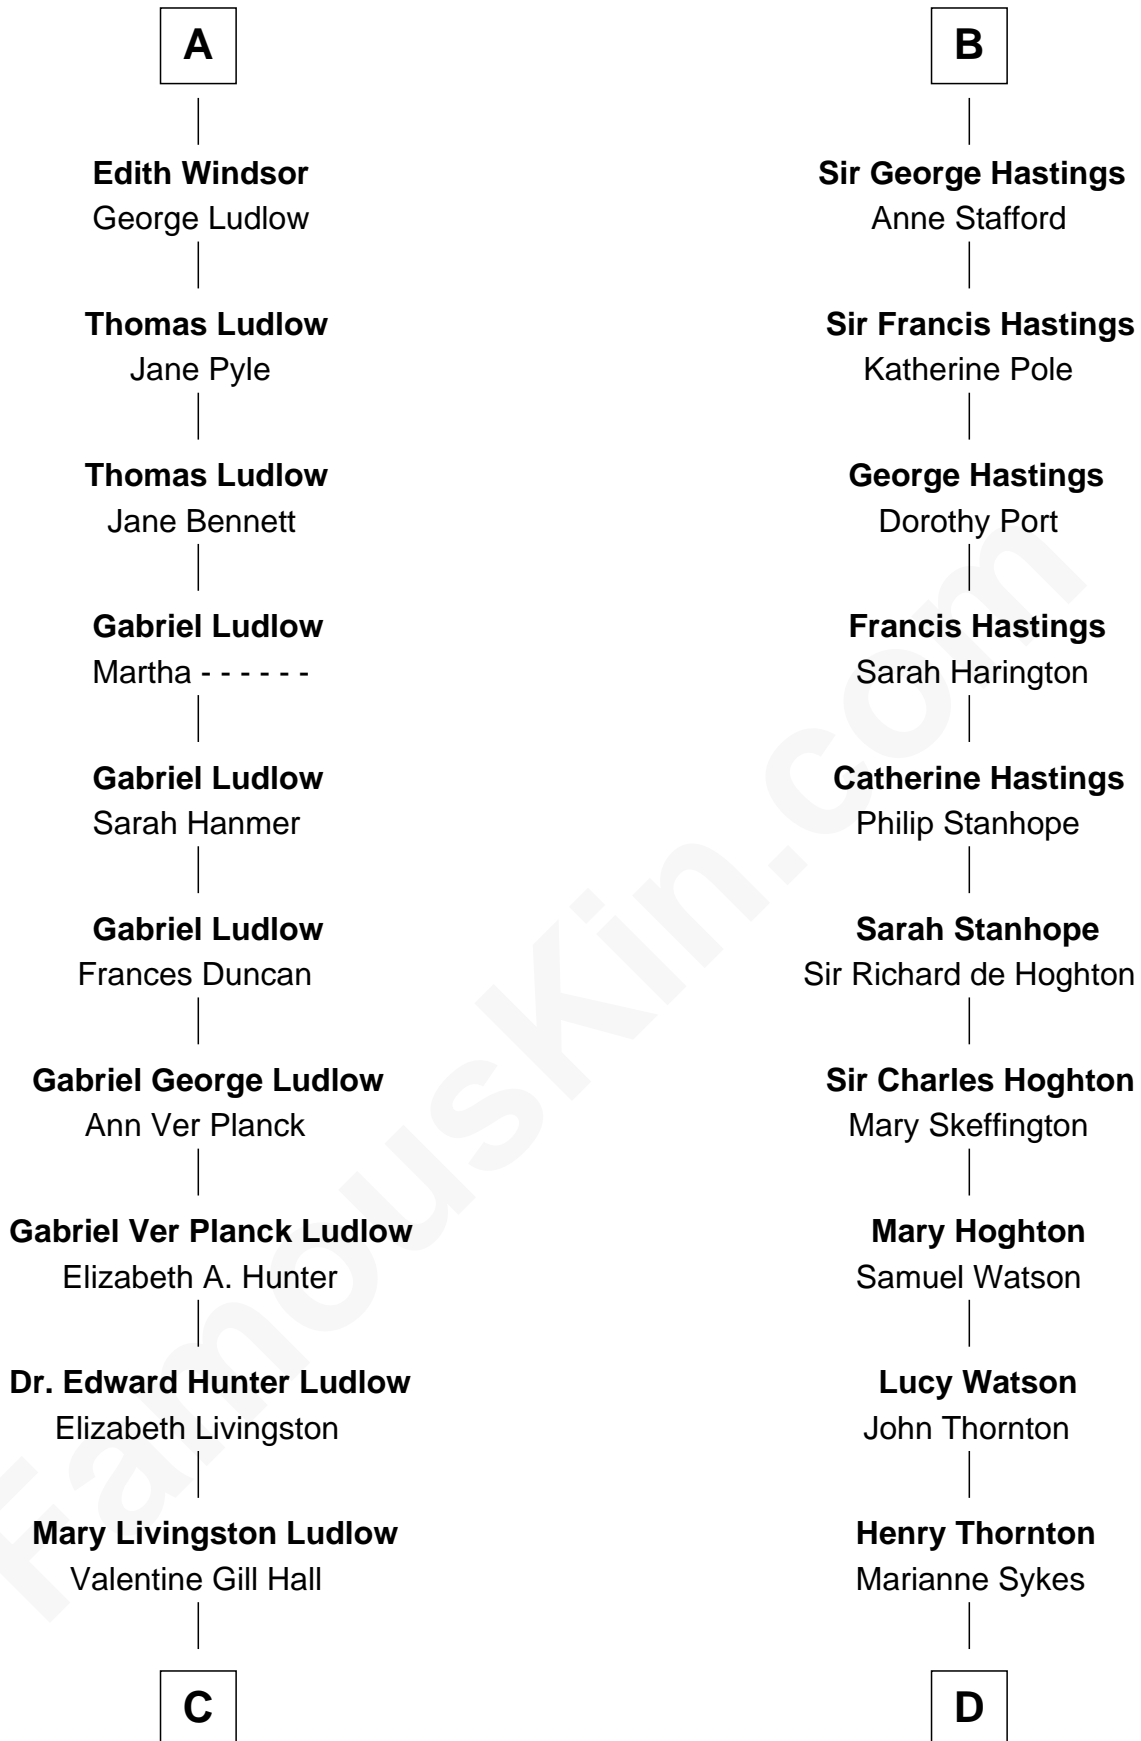 A
Edith Windsor
George Ludlow
Thomas Ludlow
Jane Pyle
Thomas Ludlow
Jane Bennett
Gabriel Ludlow
Martha - - - - - -
Gabriel Ludlow
Sarah Hanmer
Gabriel Ludlow
Frances Duncan
Gabriel George Ludlow
Ann Ver Planck
Gabriel Ver Planck Ludlow
Elizabeth A. Hunter
Dr. Edward Hunter Ludlow
Elizabeth Livingston
Mary Livingston Ludlow
Valentine Gill Hall
C
B
Sir George Hastings
Anne Stafford
Sir Francis Hastings
Katherine Pole
George Hastings
Dorothy Port
Francis Hastings
Sarah Harington
Catherine Hastings
Philip Stanhope
Sarah Stanhope
Sir Richard de Hoghton
Sir Charles Hoghton
Mary Skeffington
Mary Hoghton
Samuel Watson
Lucy Watson
John Thornton
Henry Thornton
Marianne Sykes
D
FamousKin.com